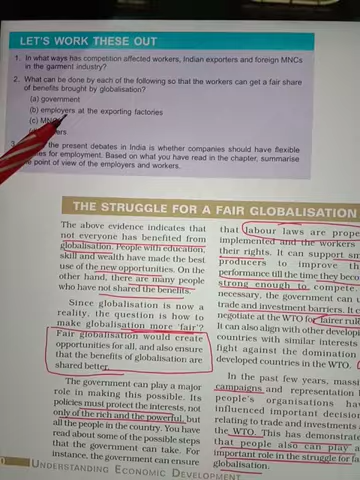 LET'S WORK THESE OUT
1. In what ways has competition affected workers, Indian exporters and foreign MNCs
in the garment industry?
2. What can be done by each of the following so that the workers can get a fair share
of benefits brought by globalisation?
(a) government
(b) employers at the exporting factories
(c) MNCs
the present debates in India is whether companies should have flexible
for employment. Based on what you have read in the chapter, summarise
point of view of the employers and workers.
THE STRUGGLE FOR A FAIR GLOBALISATION
The above evidence indicates that
not everyone has benefited from
globalisation. People with education,
skill and wealth have made the best
use of the new opportunities. On the
other hand, there are many people
who have not shared the benefits.
Since globalisation is now a
reality, the question is how to
make globalisation more 'fair'?
Fair globalisation would create
opportunities for all, and also ensure
that the benefits of globalisation are
shared better.
The government can play a major
role in making this possible. Its
policies must protect the interests, not
only of the rich and the powerful, but
all the people in the country. You have
read about some of the possible steps
that the government can take. For
instance, the government can ensure
that labour laws are
implemented and the workers
their rights. It can support
producers to improve
performance till the time they
strong enough to compete.
necessary, the government can
trade and investment barriers. It
negotiate at the WTO for fairer
It can also align with other
countries with similar interests
fight against the domination
developed countries in the WTO.
In the past few years,
campaigns and representation
people's organisations
influenced important
relating to trade and investments
the WTO. This has demonstrated
that people also can play
important role in the struggle for
globalisation.
UNDERSTANDING ECONOMIC DEVELOPMENT